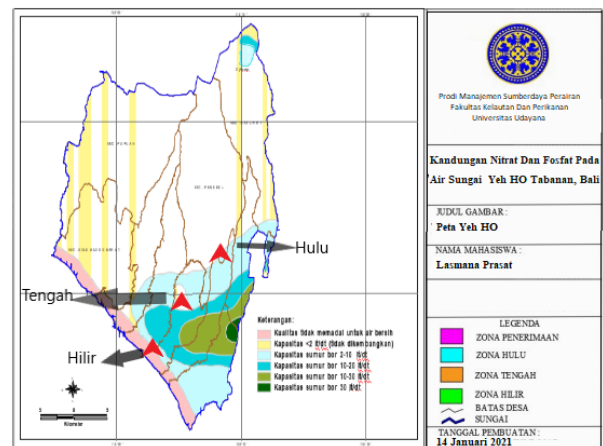 Hulu
Tengah
Hilir
Keterangan:
Kualitas tidak memadai untuk air bersih
Kapasitas <2 lt/dt (tidak dikembangkan)
Kapasitas sumur bor 2-10 lt/dt
Kapasitas sumur bor 10-20 lt/dt
Kapasitas sumur bor 10-30 lt/dt
Kapasitas sumur bor 30 lt/dt
Kilometer
Prodi Manajemen Sumberdaya Perairan
Fakultas Kelautan Dan Perikanan
Universitas Udayana
Kandungan Nitrat Dan Fosfat Pada
Air Sungai Yeh HO Tabanan, Bali
JUDUL GAMBAR :
Peta Yeh HO
NAMA MAHASISWA :
Lasmana Prasat
LEGENDA
ZONA PENERIMAAN
ZONA HULU
ZONA TENGAH
ZONA HILIR
BATAS DESA
SUNGAI
TANGGAL PEMBUATAN :
14 Januari 2021